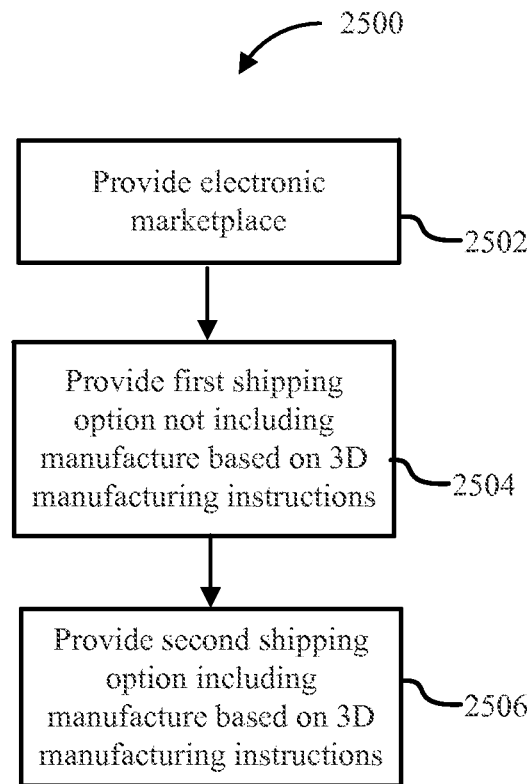 2500
Provide electronic
marketplace
2502
Provide first shipping
option not including
manufacture based on 3D
manufacturing instructions
2504
Provide second shipping
option including
manufacture based on 3D
manufacturing instructions
2506